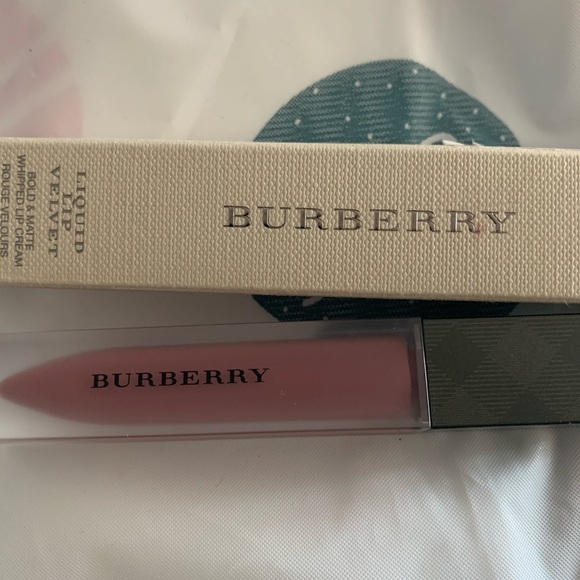 LIQUID
LIP
VELVET
BOLD & MATTE
WHIPPED LIP CREAM
ROUGE VELOURS
BURBERRY
BURBERRY